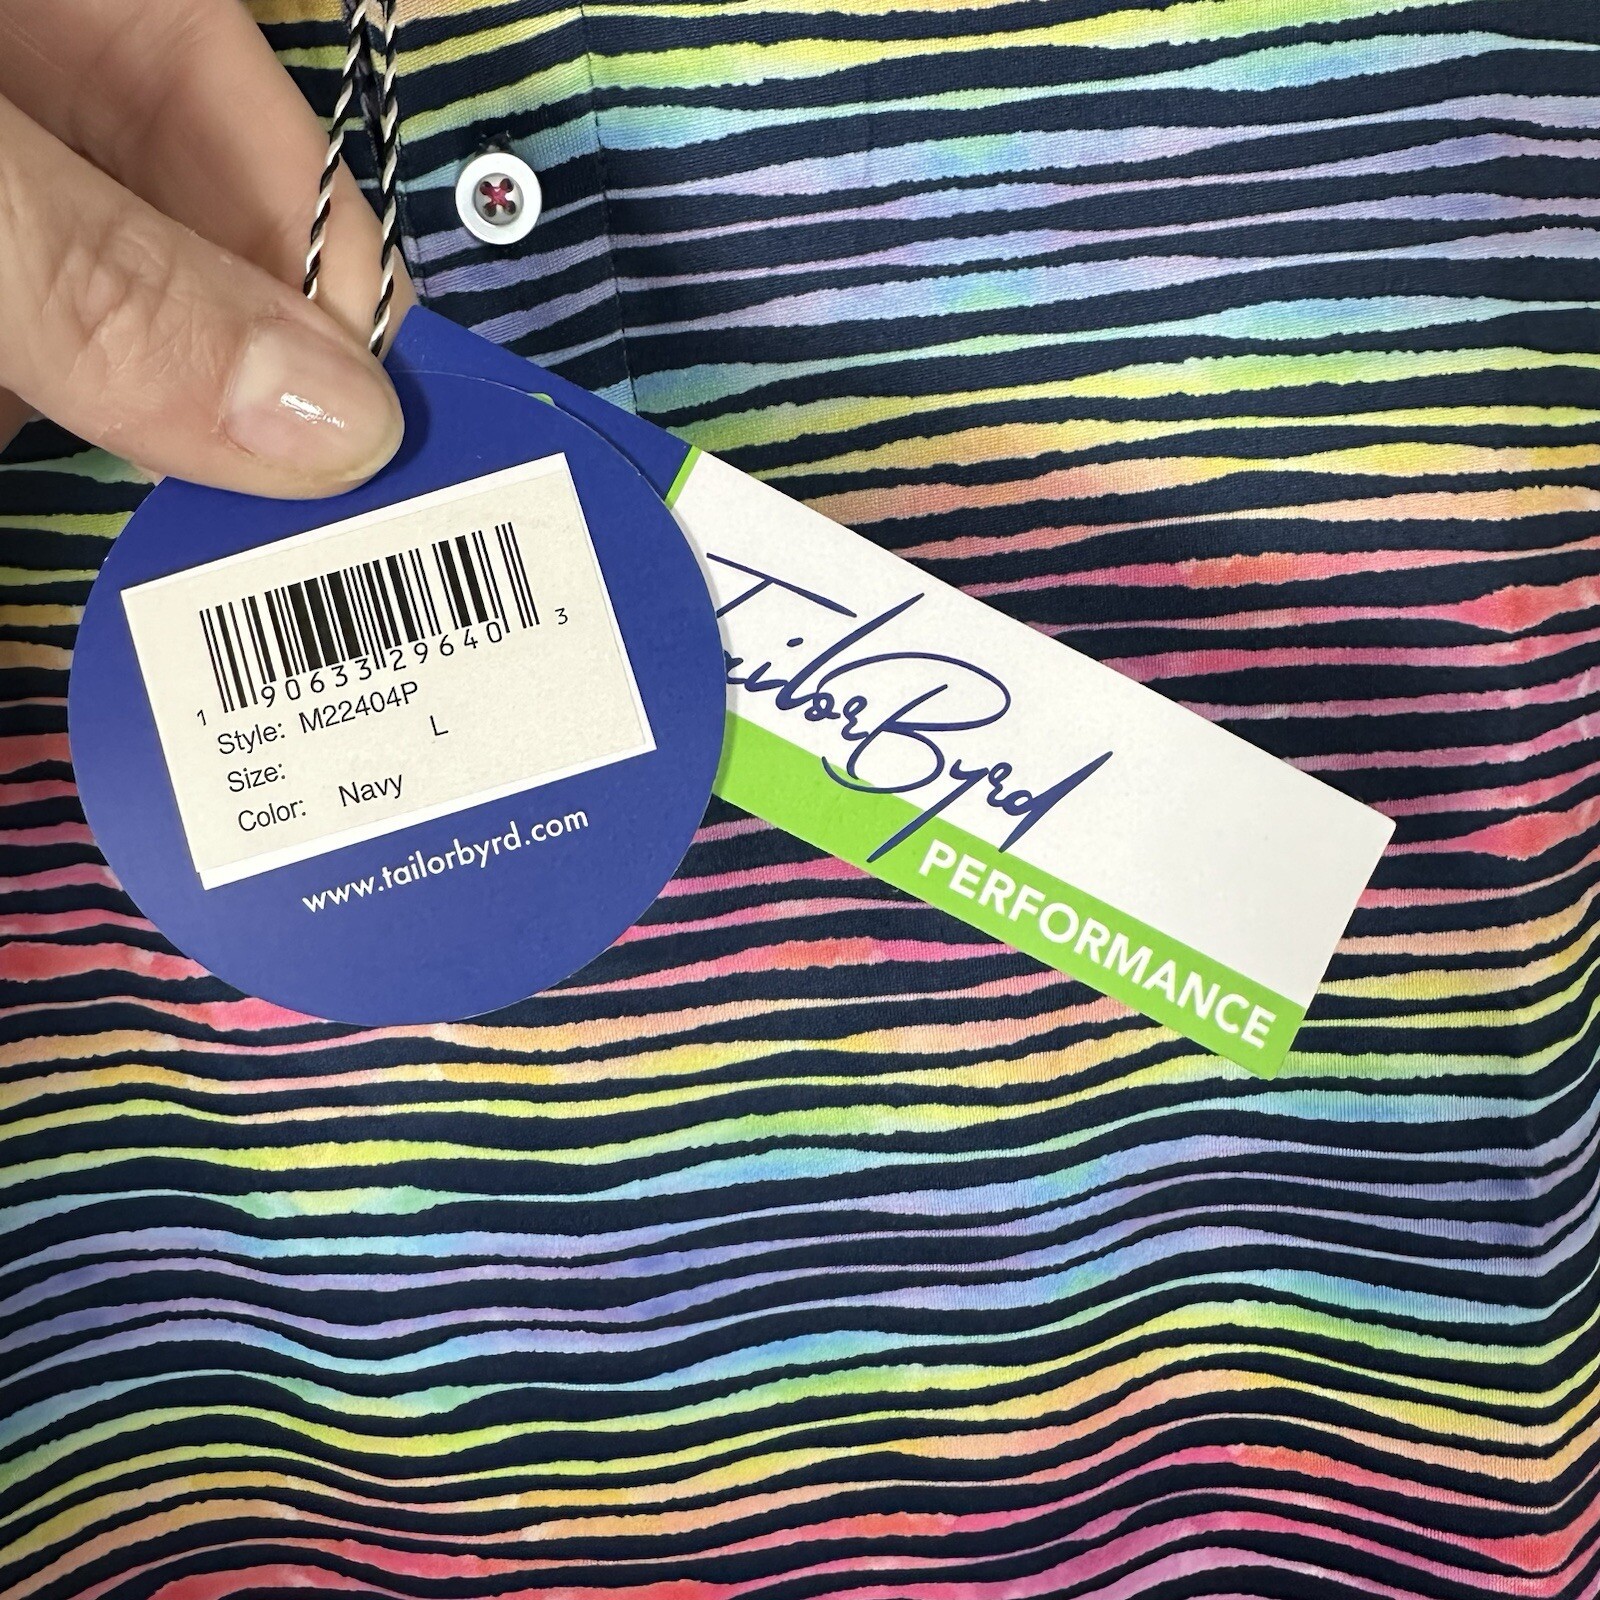 1 90633 29640 3
Style: M22404P
Size: L
Color: Navy
www.tailorbyrd.com
TailorByrd
PERFORMANCE